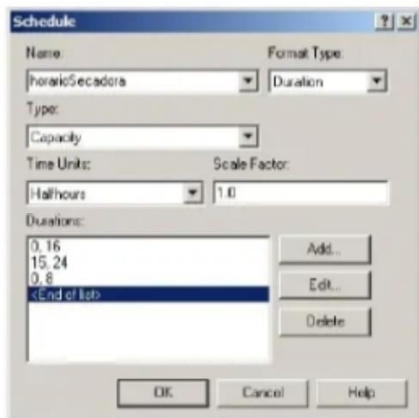 Schedule
Name: Format Type:
horarioSecadora Duration
Type:
Capacity
Time Units: Scale Factor:
Halfhours 1.0
Durations:
0, 16
15, 24
0, 8
<End of list>
Add...
Edit...
Delete
OK Cancel Help